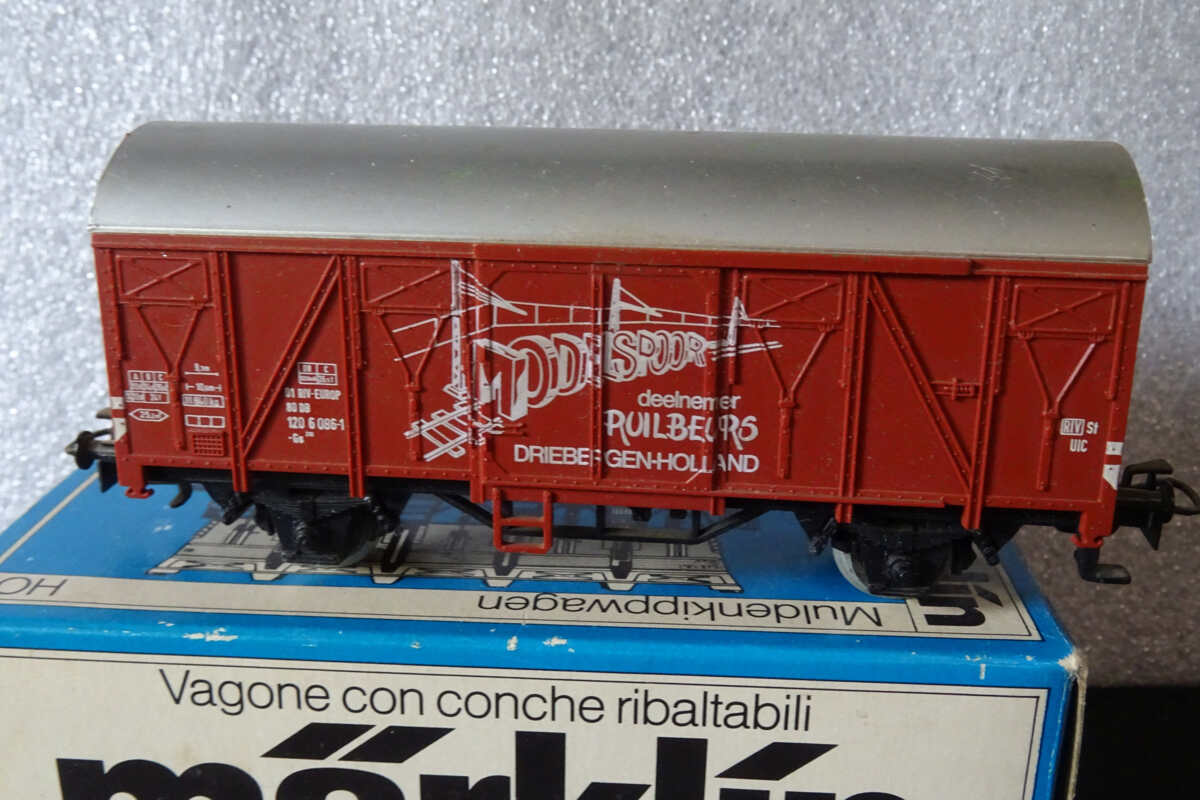 MODELSPOOR
deelnemer
RUILBEURS
DRIEBERGEN-HOLLAND
01 RIV-EUROP
80 DB
120 6 086-1
-Gs
A B C
RIV St
UIC
HO
Muldenkippwagen
Vagone con conche ribaltabili
märklin